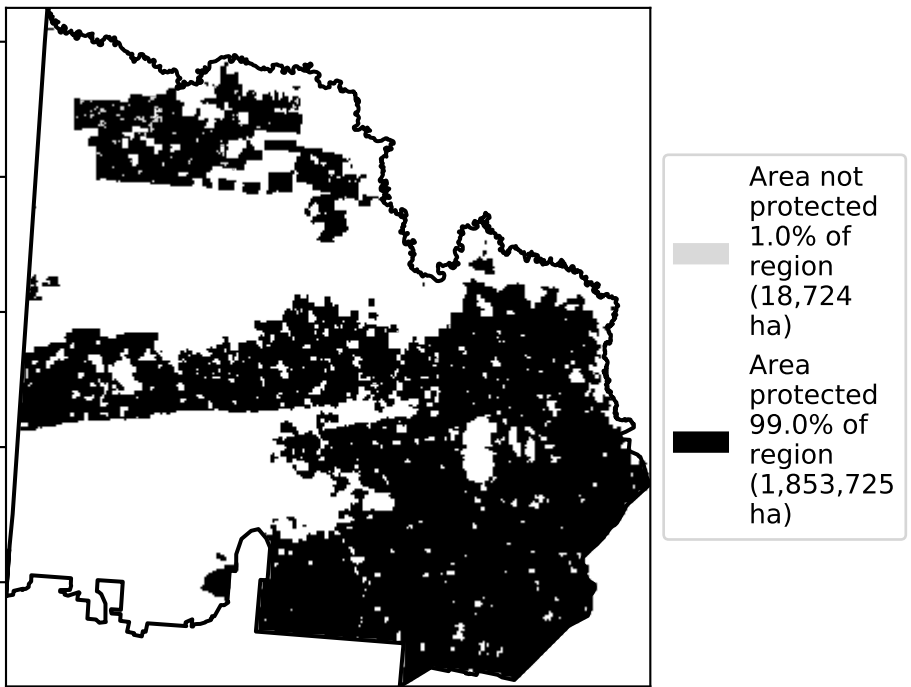 Area not
protected
1.0% of
region
(18,724
ha)
Area
protected
99.0% of
region
(1,853,725
ha)